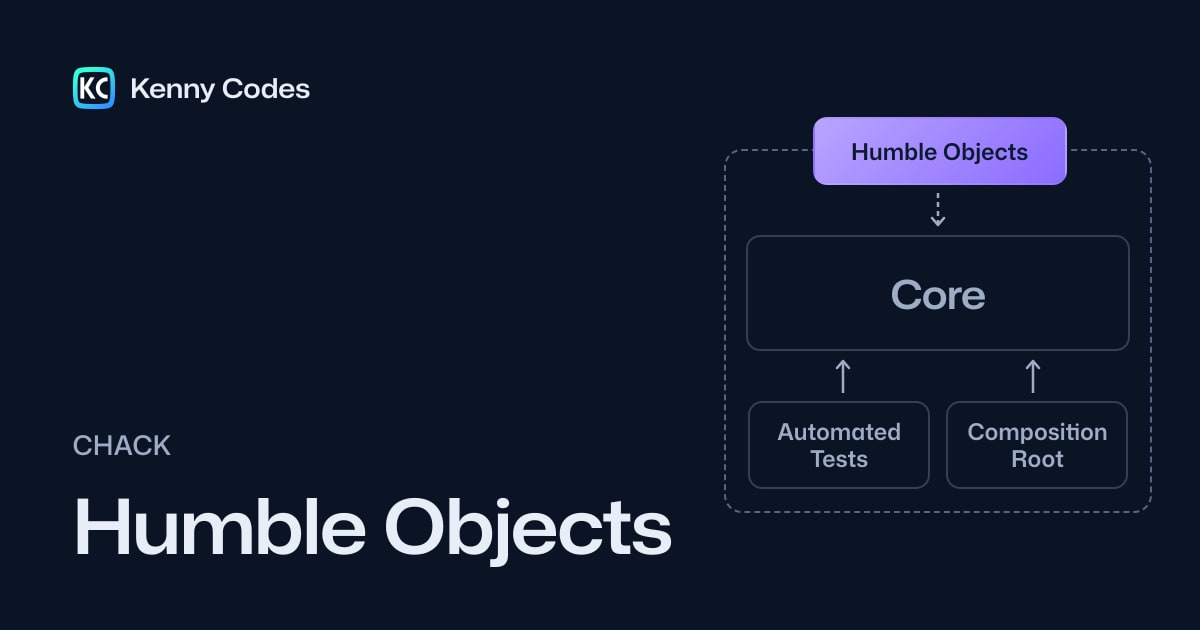 KC
Kenny Codes
Humble Objects
Core
Automated
Tests
Composition
Root
CHACK
Humble Objects